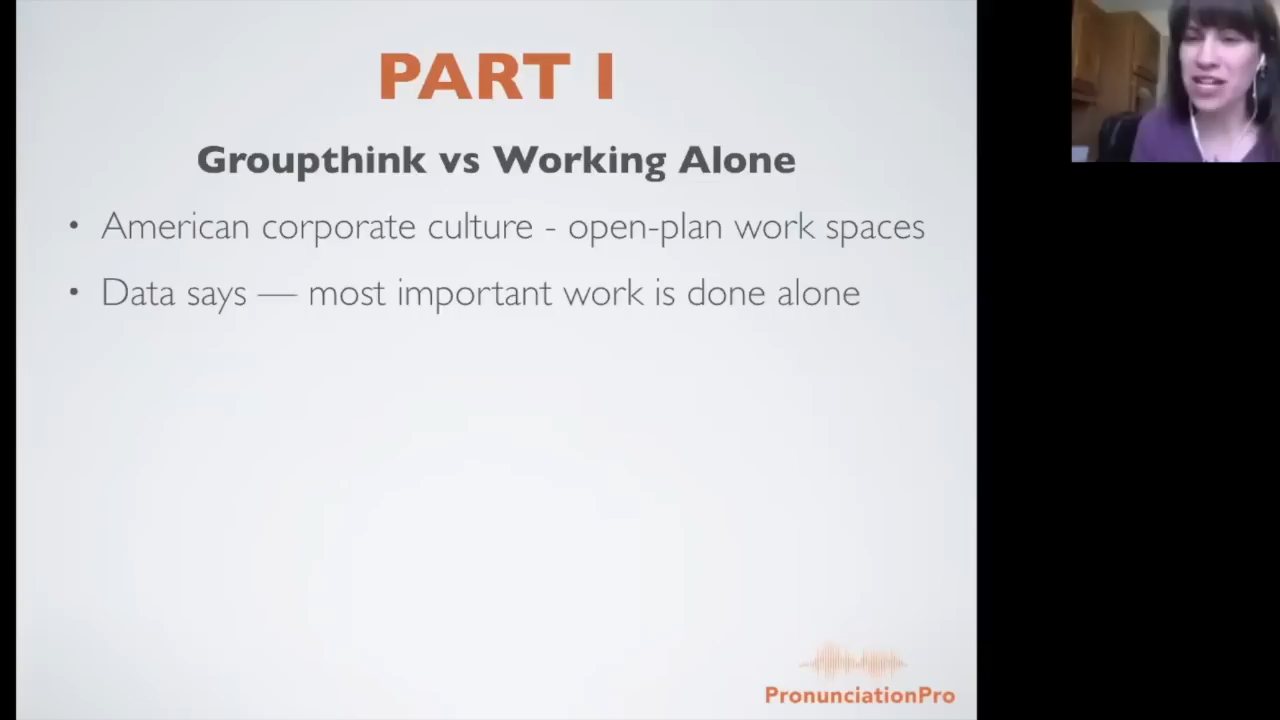 PART I
Groupthink vs Working Alone
• American corporate culture - open-plan work spaces
• Data says — most important work is done alone
PronunciationPro